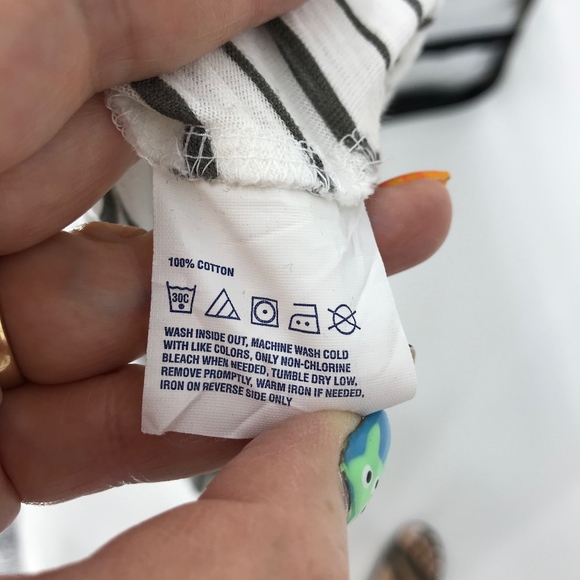 100% COTTON
30C
WASH INSIDE OUT, MACHINE WASH COLD
WITH LIKE COLORS, ONLY NON-CHLORINE
BLEACH WHEN NEEDED, TUMBLE DRY LOW,
REMOVE PROMPTLY, WARM IRON IF NEEDED,
IRON ON REVERSE SIDE ONLY